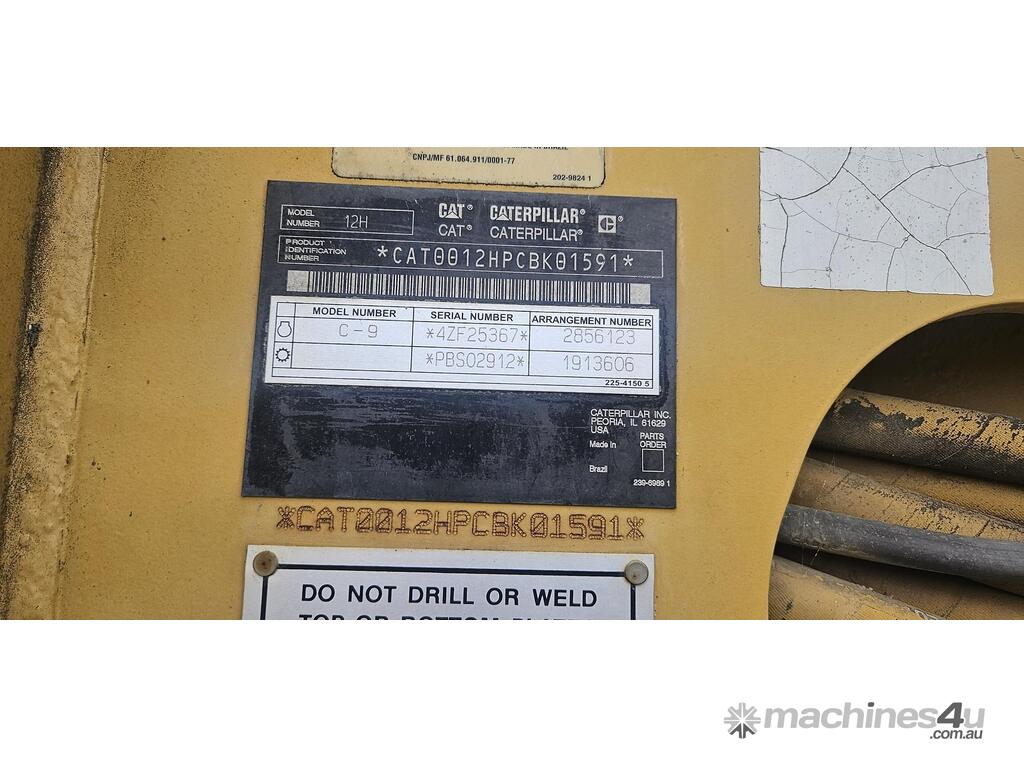 CNPJ/MF 61.064.911/0001-77
202-9824 1
MODEL NUMBER 12H
CAT® CATERPILLAR®
CAT® CATERPILLAR®
PRODUCT IDENTIFICATION NUMBER *CAT0012HPCBK01591*
MODEL NUMBER SERIAL NUMBER ARRANGEMENT NUMBER
C-9 *4ZF25367* 2856123
*PBS02912* 1913606
225-4150 5
CATERPILLAR INC.
PEORIA, IL 61629
USA
Made in
Brazil
PARTS
ORDER
239-6989 1
*CAT0012HPCBK01591*
DO NOT DRILL OR WELD
machines4u
.com.au